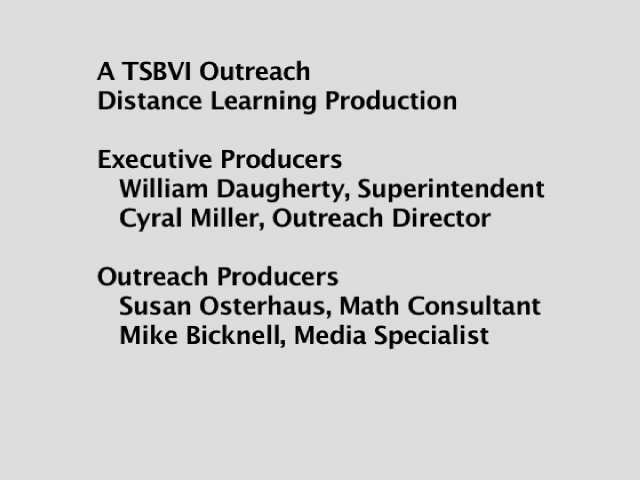 A TSBVI Outreach
Distance Learning Production
Executive Producers
William Daugherty, Superintendent
Cyral Miller, Outreach Director
Outreach Producers
Susan Osterhaus, Math Consultant
Mike Bicknell, Media Specialist